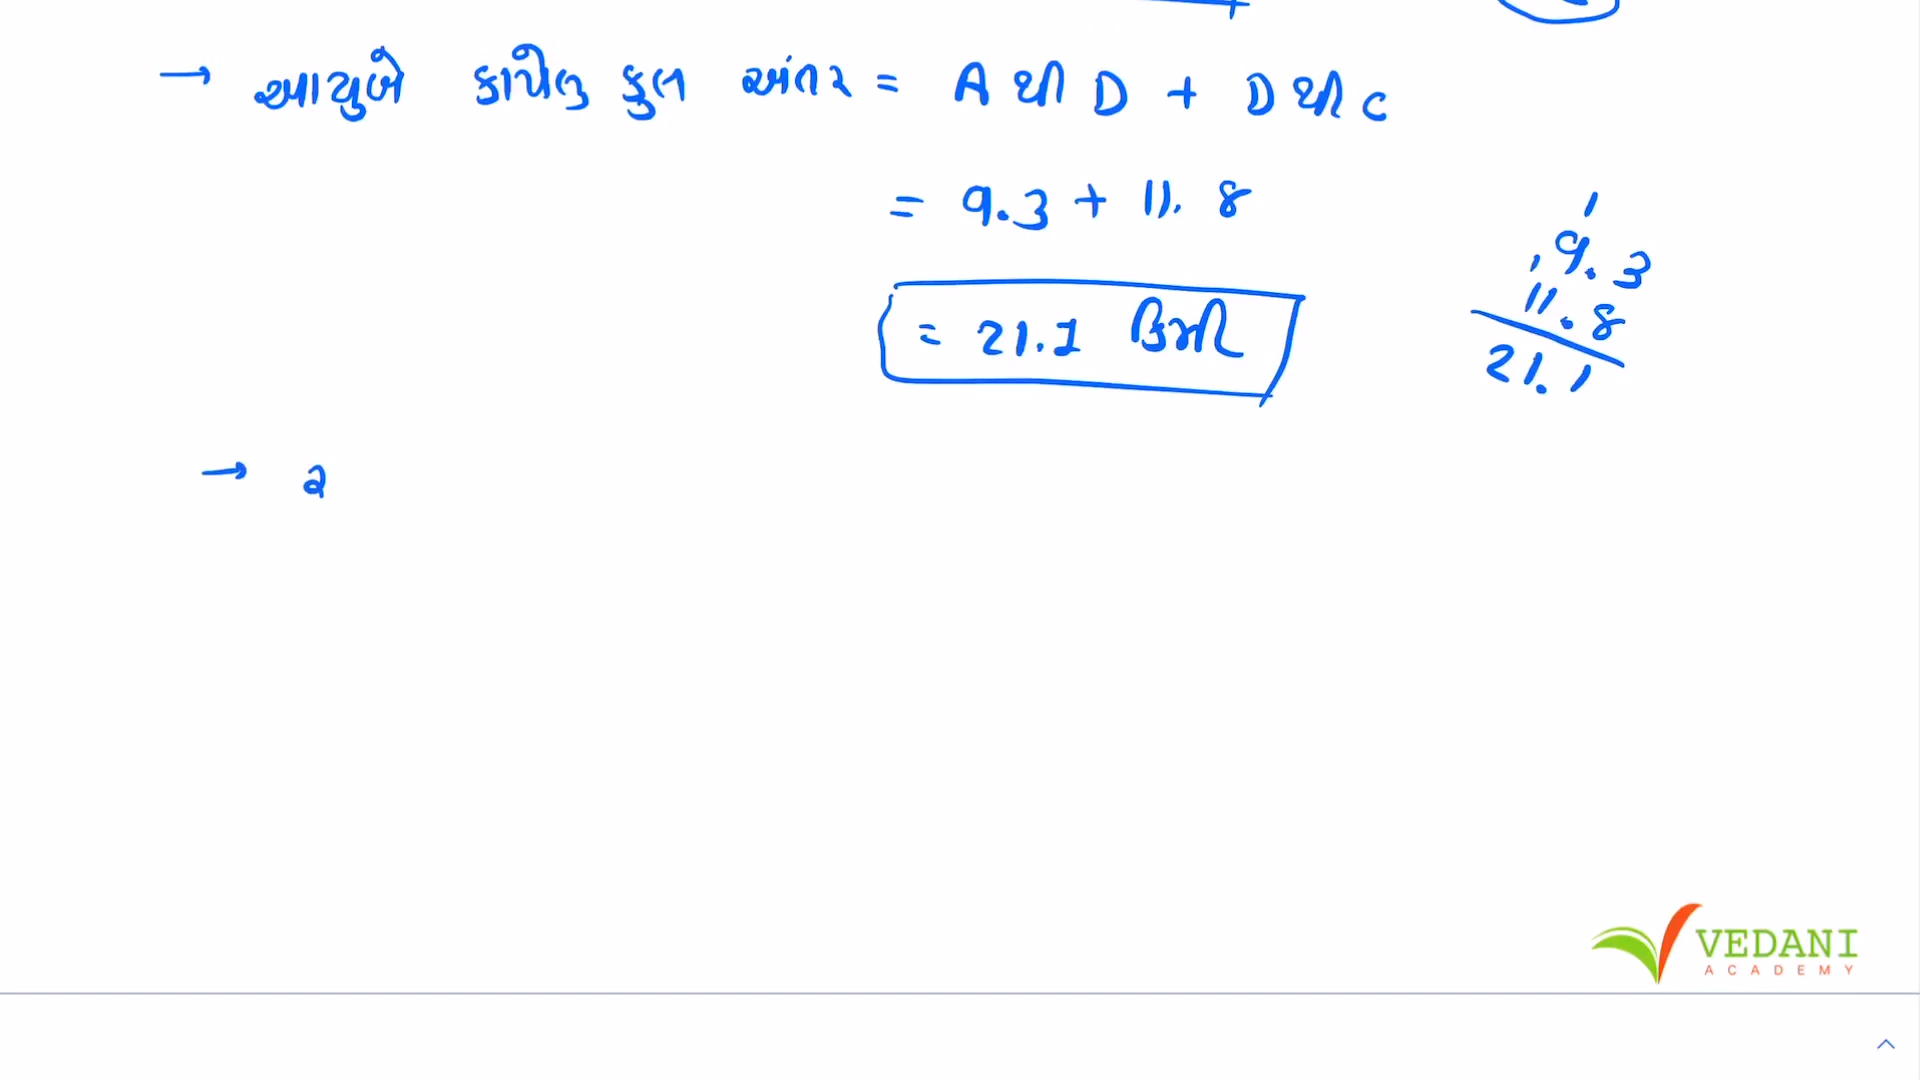 → આયુબે કાપેલુ કુલ અંતર = A થી D + D થી C
= 9.3 + 11.8
= 21.1 કિમી
1
9.3
11.8
21.1
→ ર
VEDANI
ACADEMY